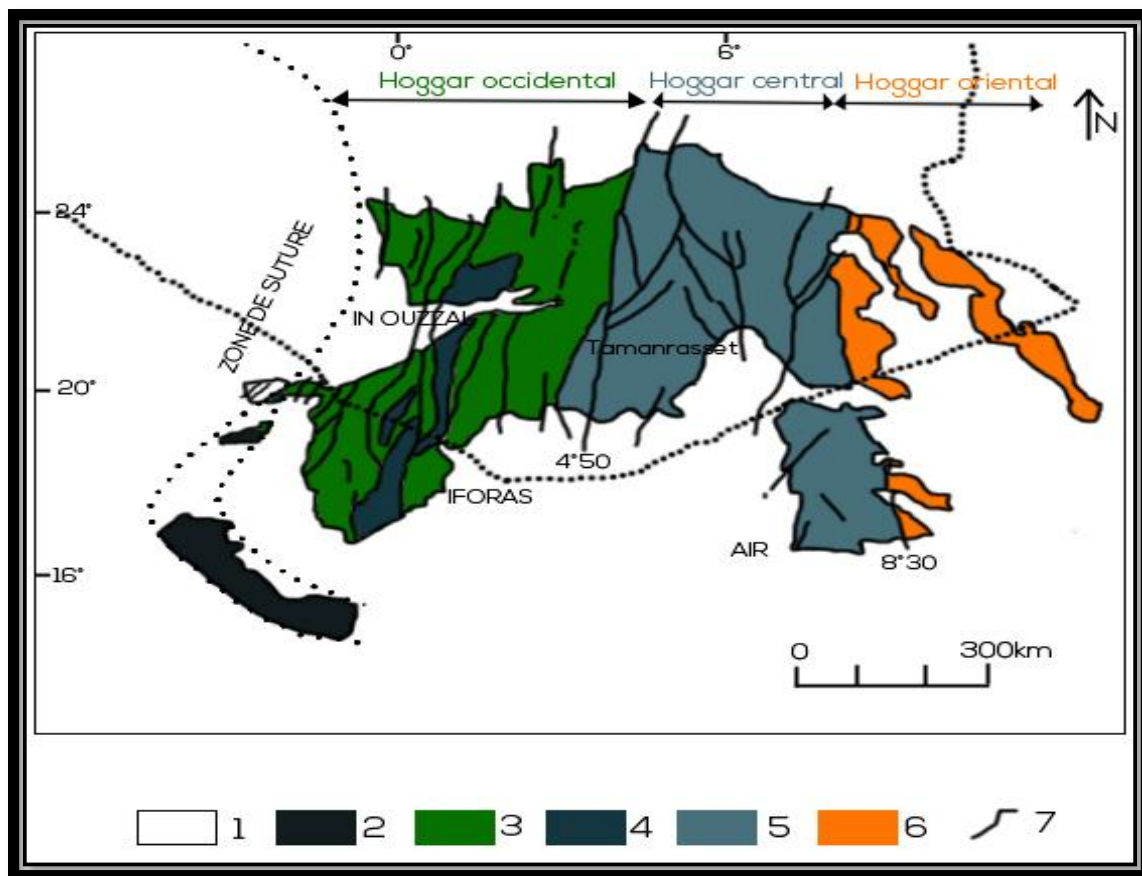 0° 6°
Hoggar occidental Hoggar central Hoggar oriental
N
24°
ZONE DE SUTURE
IN OUZZAL
Tamanrasset
20°
4°50
IFORAS
AIR
8°30
16°
0 300km
1 2 3 4 5 6 7